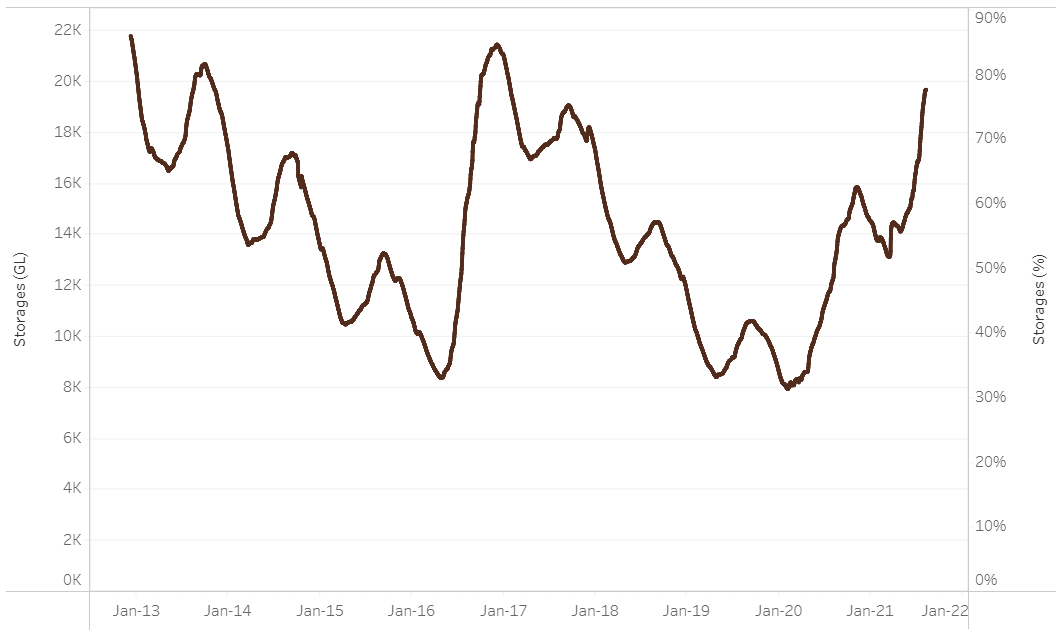 22K
20K
18K
16K
14K
12K
10K
8K
6K
4K
2K
0K
Storages (GL)
90%
80%
70%
60%
50%
40%
30%
20%
10%
0%
Storages (%)
Jan-13 Jan-14 Jan-15 Jan-16 Jan-17 Jan-18 Jan-19 Jan-20 Jan-21 Jan-22